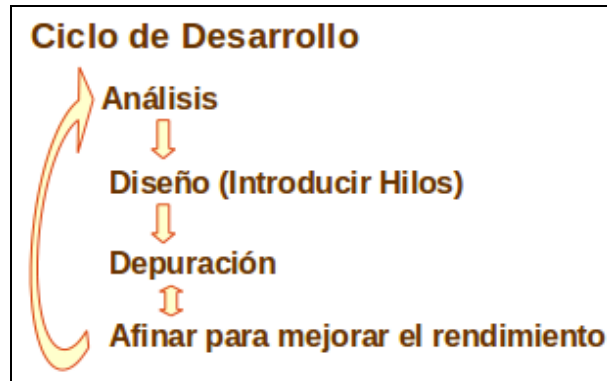 Ciclo de Desarrollo
Análisis
Diseño (Introducir Hilos)
Depuración
Afinar para mejorar el rendimiento